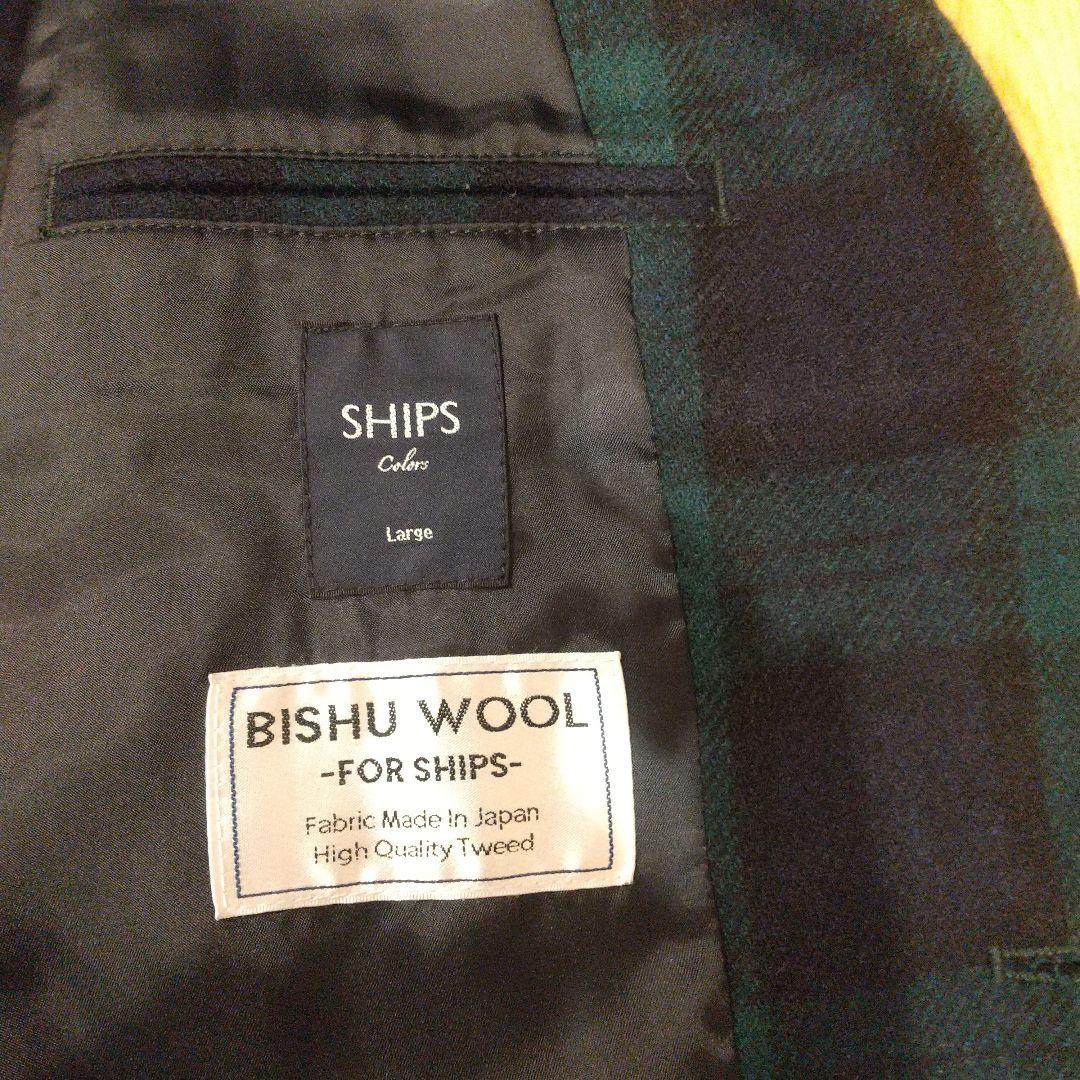 SHIPS
Colors
Large
BISHU WOOL
-FOR SHIPS-
Fabric Made In Japan
High Quality Tweed